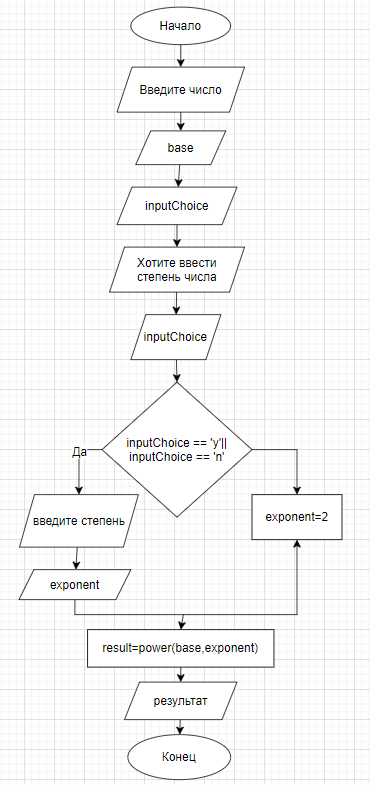 Начало
Введите число
base
inputChoice
Хотите ввести
степень числа
inputChoice
inputChoice == 'y'||
inputChoice == 'n'
Да
введите степень
exponent=2
exponent
result=power(base,exponent)
результат
Конец